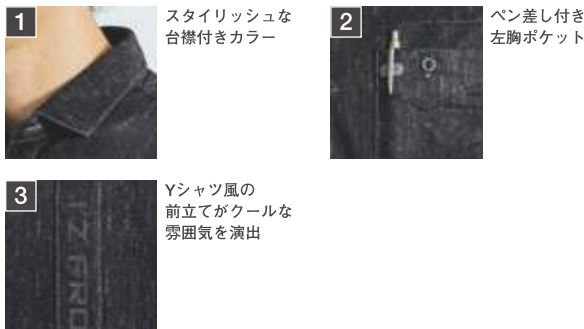 1
スタイリッシュな
台襟付きカラー
2
ペン差し付き
左胸ポケット
3
Yシャツ風の
前立てがクールな
雰囲気を演出
I'Z FRO